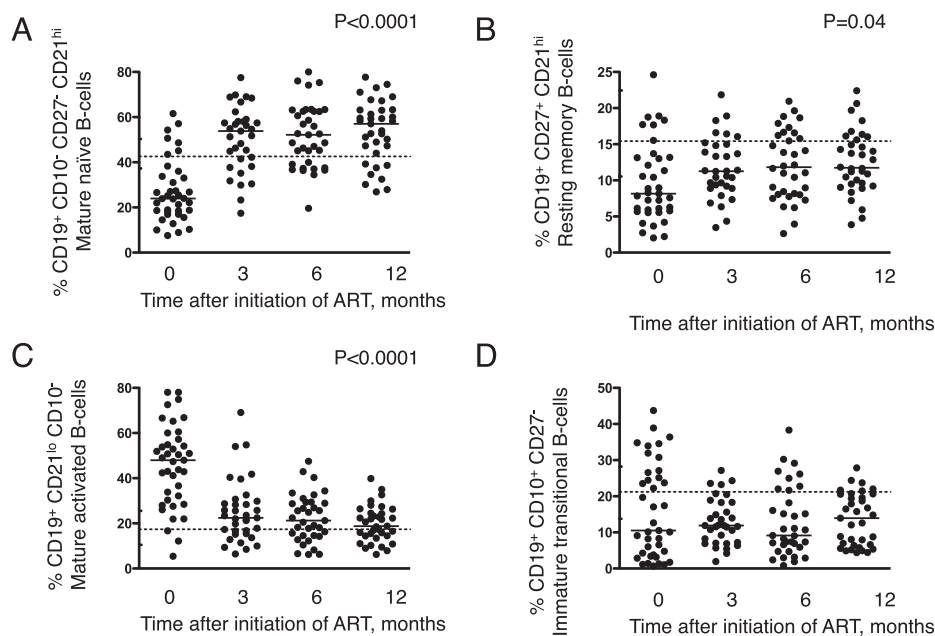 A
P<0.0001
% CD19⁺ CD10⁻ CD27⁻ CD21ʰⁱ
Mature naïve B-cells
80
60
40
20
0
0 3 6 12
Time after initiation of ART, months
B
P=0.04
% CD19⁺ CD27⁺ CD21ʰⁱ
Resting memory B-cells
25
20
15
10
5
0
0 3 6 12
Time after initiation of ART, months
C
P<0.0001
% CD19⁺ CD21ˡᵒ CD10⁻
Mature activated B-cells
80
60
40
20
0
0 3 6 12
Time after initiation of ART, months
D
% CD19⁺ CD10⁺ CD27⁻
Immature transitional B-cells
50
40
30
20
10
0
0 3 6 12
Time after initiation of ART, months